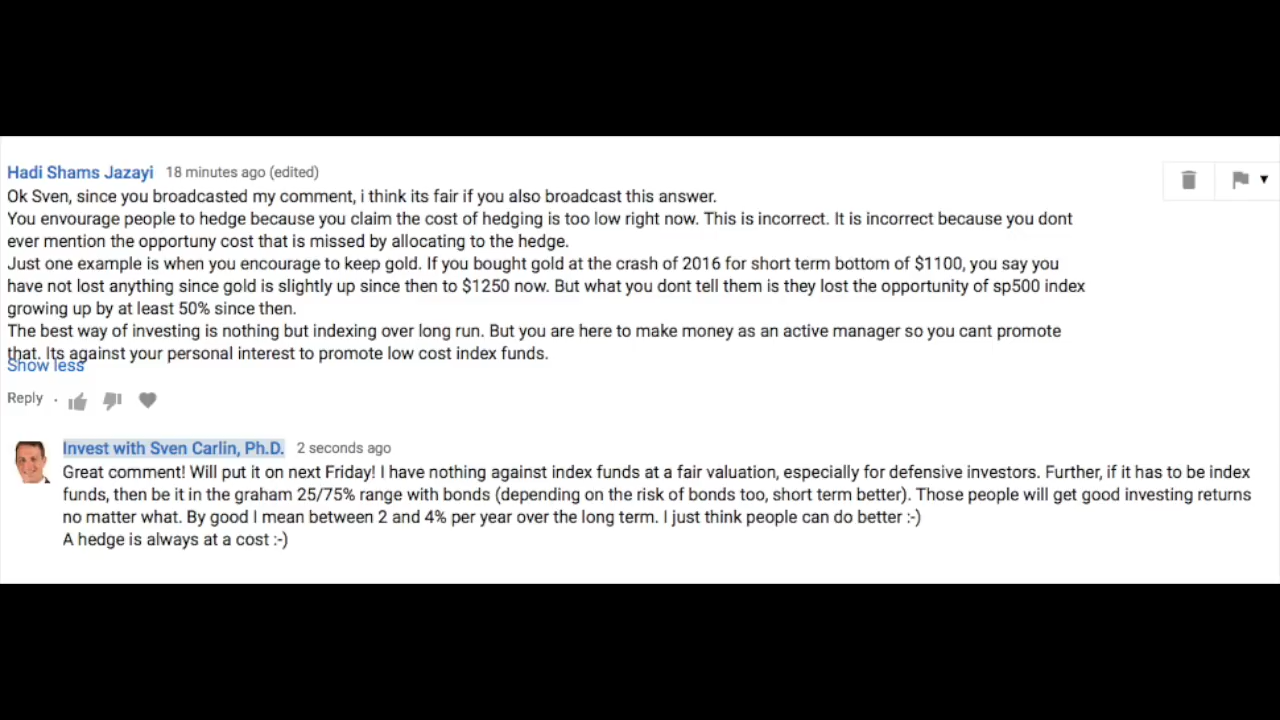 Hadi Shams Jazayi 18 minutes ago (edited)
Ok Sven, since you broadcasted my comment, i think its fair if you also broadcast this answer.
You envourage people to hedge because you claim the cost of hedging is too low right now. This is incorrect. It is incorrect because you dont
ever mention the opportuny cost that is missed by allocating to the hedge.
Just one example is when you encourage to keep gold. If you bought gold at the crash of 2016 for short term bottom of $1100, you say you
have not lost anything since gold is slightly up since then to $1250 now. But what you dont tell them is they lost the opportunity of sp500 index
growing up by at least 50% since then.
The best way of investing is nothing but indexing over long run. But you are here to make money as an active manager so you cant promote
that. Its against your personal interest to promote low cost index funds.
Show less
Reply ·
Invest with Sven Carlin, Ph.D. 2 seconds ago
Great comment! Will put it on next Friday! I have nothing against index funds at a fair valuation, especially for defensive investors. Further, if it has to be index
funds, then be it in the graham 25/75% range with bonds (depending on the risk of bonds too, short term better). Those people will get good investing returns
no matter what. By good I mean between 2 and 4% per year over the long term. I just think people can do better :-)
A hedge is always at a cost :-)